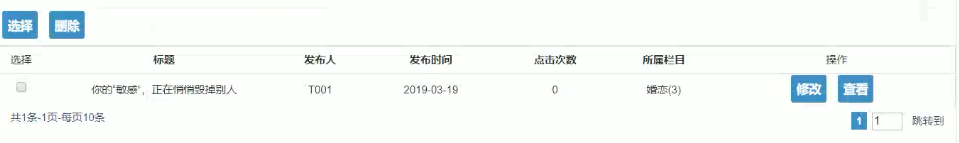 选择 删除
选择 标题 发布人 发布时间 点击次数 所属栏目 操作
你的"敏感"，正在悄悄毁掉别人 T001 2019-03-19 0 婚恋(3) 修改 查看
共1条-1页-每页10条 1 1 跳转到